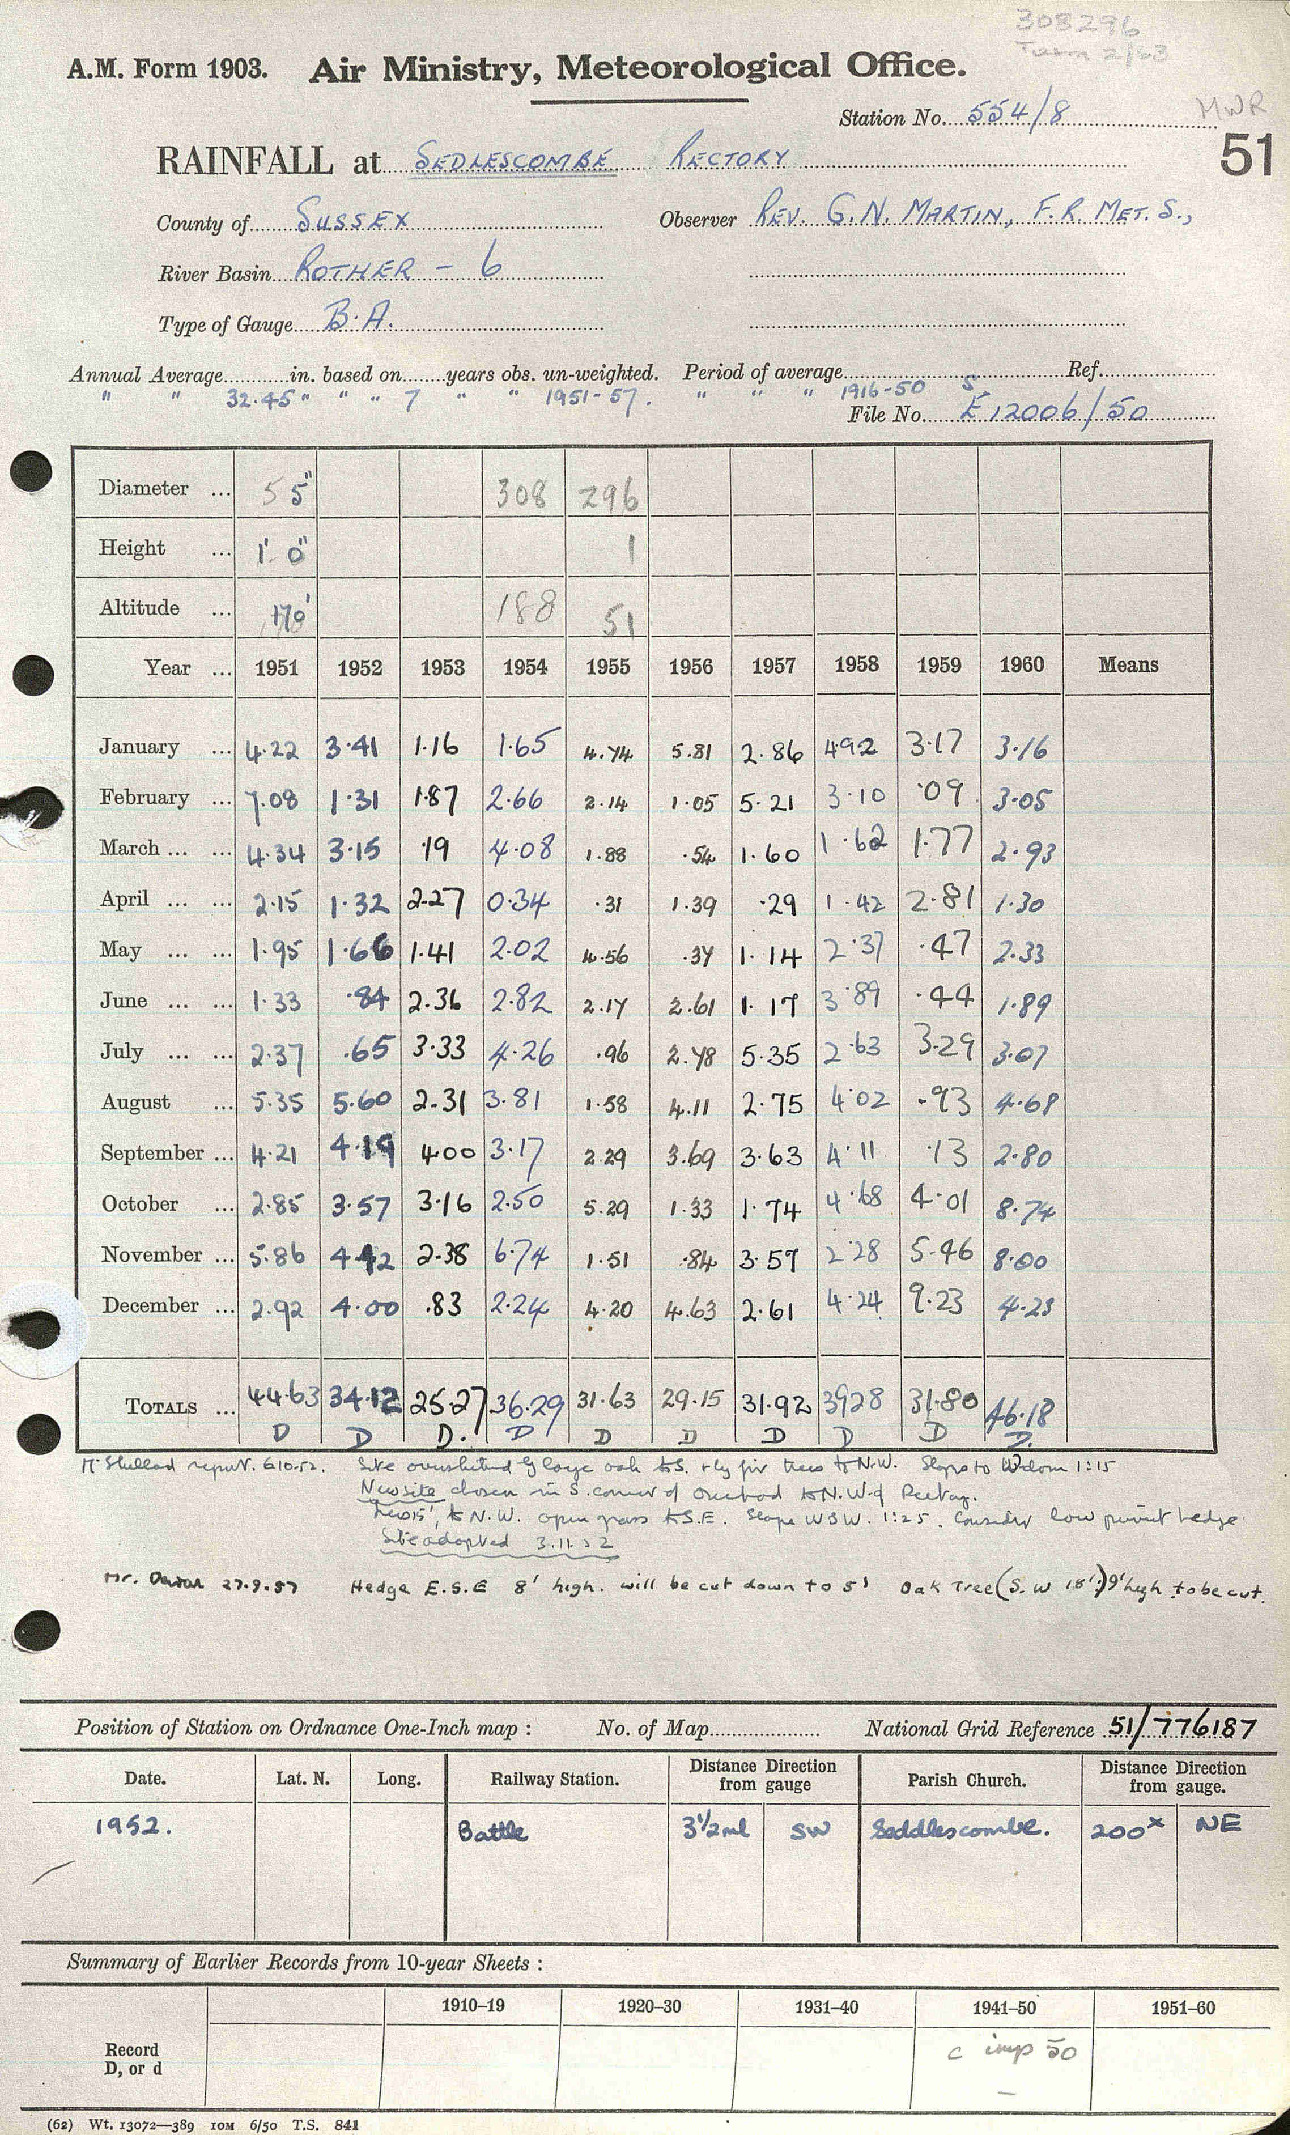 308296
Turn 2/63
A.M. Form 1903. Air Ministry, Meteorological Office.
Station No. 554/8
MWR
RAINFALL at SEDLESCOMBE RECTORY
51
County of SUSSEX Observer REV. G.N. MARTIN, F.R. MET. S.,
River Basin ROTHER - 6
Type of Gauge B.A.
Annual Average in. based on years obs. un-weighted. Period of average Ref.
" " 32.45 " " " 7 " " 1951-57. " " " 1916-50 S
File No. E 12006/50
Diameter ... 5 5" 308 296
Height ... 1' 0" 1
Altitude ... 170' 188 51
Year ... 1951 1952 1953 1954 1955 1956 1957 1958 1959 1960 Means
January ... 4.22 3.41 1.16 1.65 4.74 5.81 2.86 4.92 3.17 3.16
February ... 7.08 1.31 1.87 2.66 2.14 1.05 5.21 3.10 .09 3.05
March ... ... 4.34 3.15 .19 4.08 1.88 .54 1.60 1.62 1.77 2.93
April ... ... 2.15 1.32 2.27 0.34 .31 1.39 .29 1.42 2.81 1.30
May ... ... 1.95 1.66 1.41 2.02 4.56 .37 1.14 2.37 .47 2.33
June ... ... 1.33 .84 2.36 2.82 2.17 2.61 1.17 3.89 .44 1.89
July ... ... 2.37 .65 3.33 4.26 .96 2.78 5.35 2.63 3.29 3.07
August ... 5.35 5.60 2.31 3.81 1.58 4.11 2.75 4.02 .93 4.68
September ... 4.21 4.19 4.00 3.17 2.29 3.69 3.63 4.11 .13 2.80
October ... 2.85 3.57 3.16 2.50 5.29 1.33 1.74 4.68 4.01 8.74
November ... 5.86 4.42 2.38 6.74 1.51 .84 3.57 2.28 5.46 8.00
December ... 2.92 4.00 .83 2.24 4.20 4.63 2.61 4.24 9.23 4.23
TOTALS ... 44.63 34.12 25.27 36.29 31.63 29.15 31.92 39.28 31.80 46.18
D D D. D D D D D D D.
Mr Shellard report. 6.10.52. Site oversheltered by large oak to S. + by fir trees to N.W. Slopes to W down 1:15
New site chosen in S. corner of Orchard to N.W. of Rectory.
Trees 15', to N.W. open grass to S.E. Slope WSW. 1:25. Consider low privet hedge
Site adopted 3.11.52
Mr. 27.9.57 Hedge E.S.E 8' high. will be cut down to 5' Oak Tree (S.W 18') 9' high to be cut.
Position of Station on Ordnance One-Inch map : No. of Map National Grid Reference 51/776187
Date. Lat. N. Long. Railway Station. Distance Direction from gauge Parish Church. Distance Direction from gauge.
1952. Battle 3½ml SW Seddlescombe. 200x NE
Summary of Earlier Records from 10-year Sheets :
1910–19 1920–30 1931–40 1941–50 1951–60
Record D, or d c imp 50
–
(62) Wt. 13072—389 10M 6/50 T.S. 841